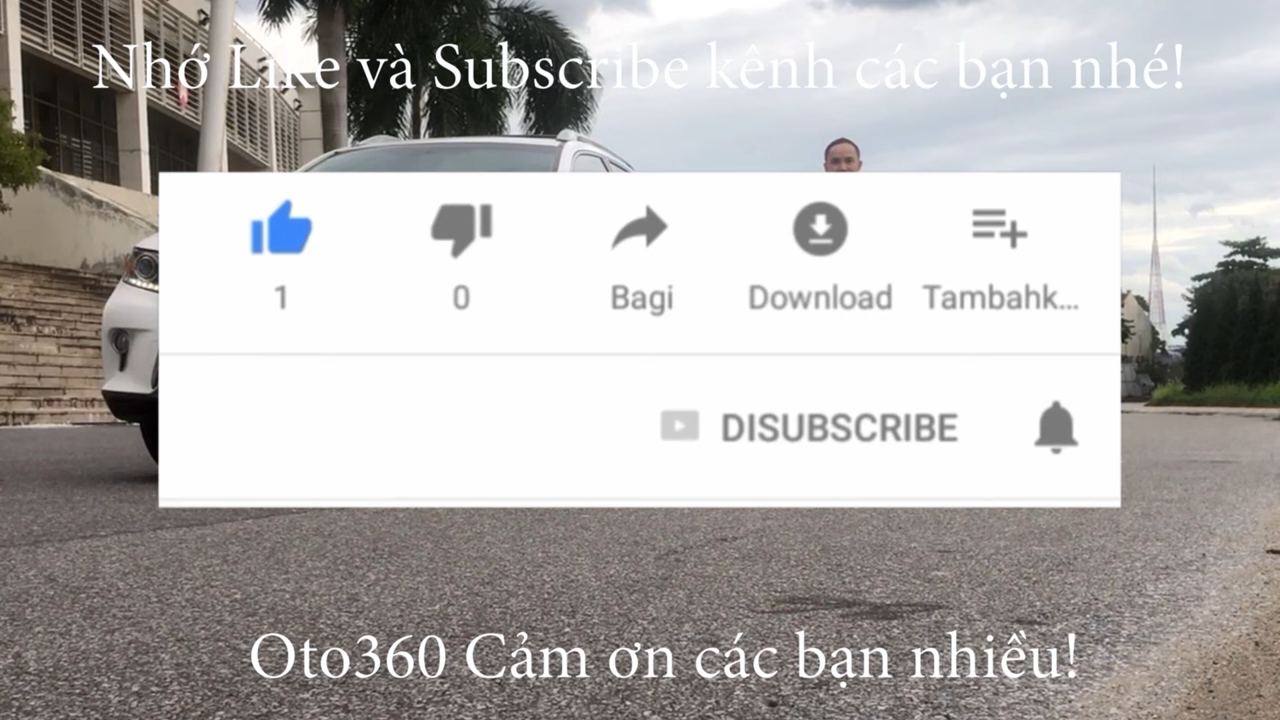 Nhớ Like và Subscribe kênh các bạn nhé!
1 0 Bagi Download Tambahk...
DISUBSCRIBE
Oto360 Cảm ơn các bạn nhiều!